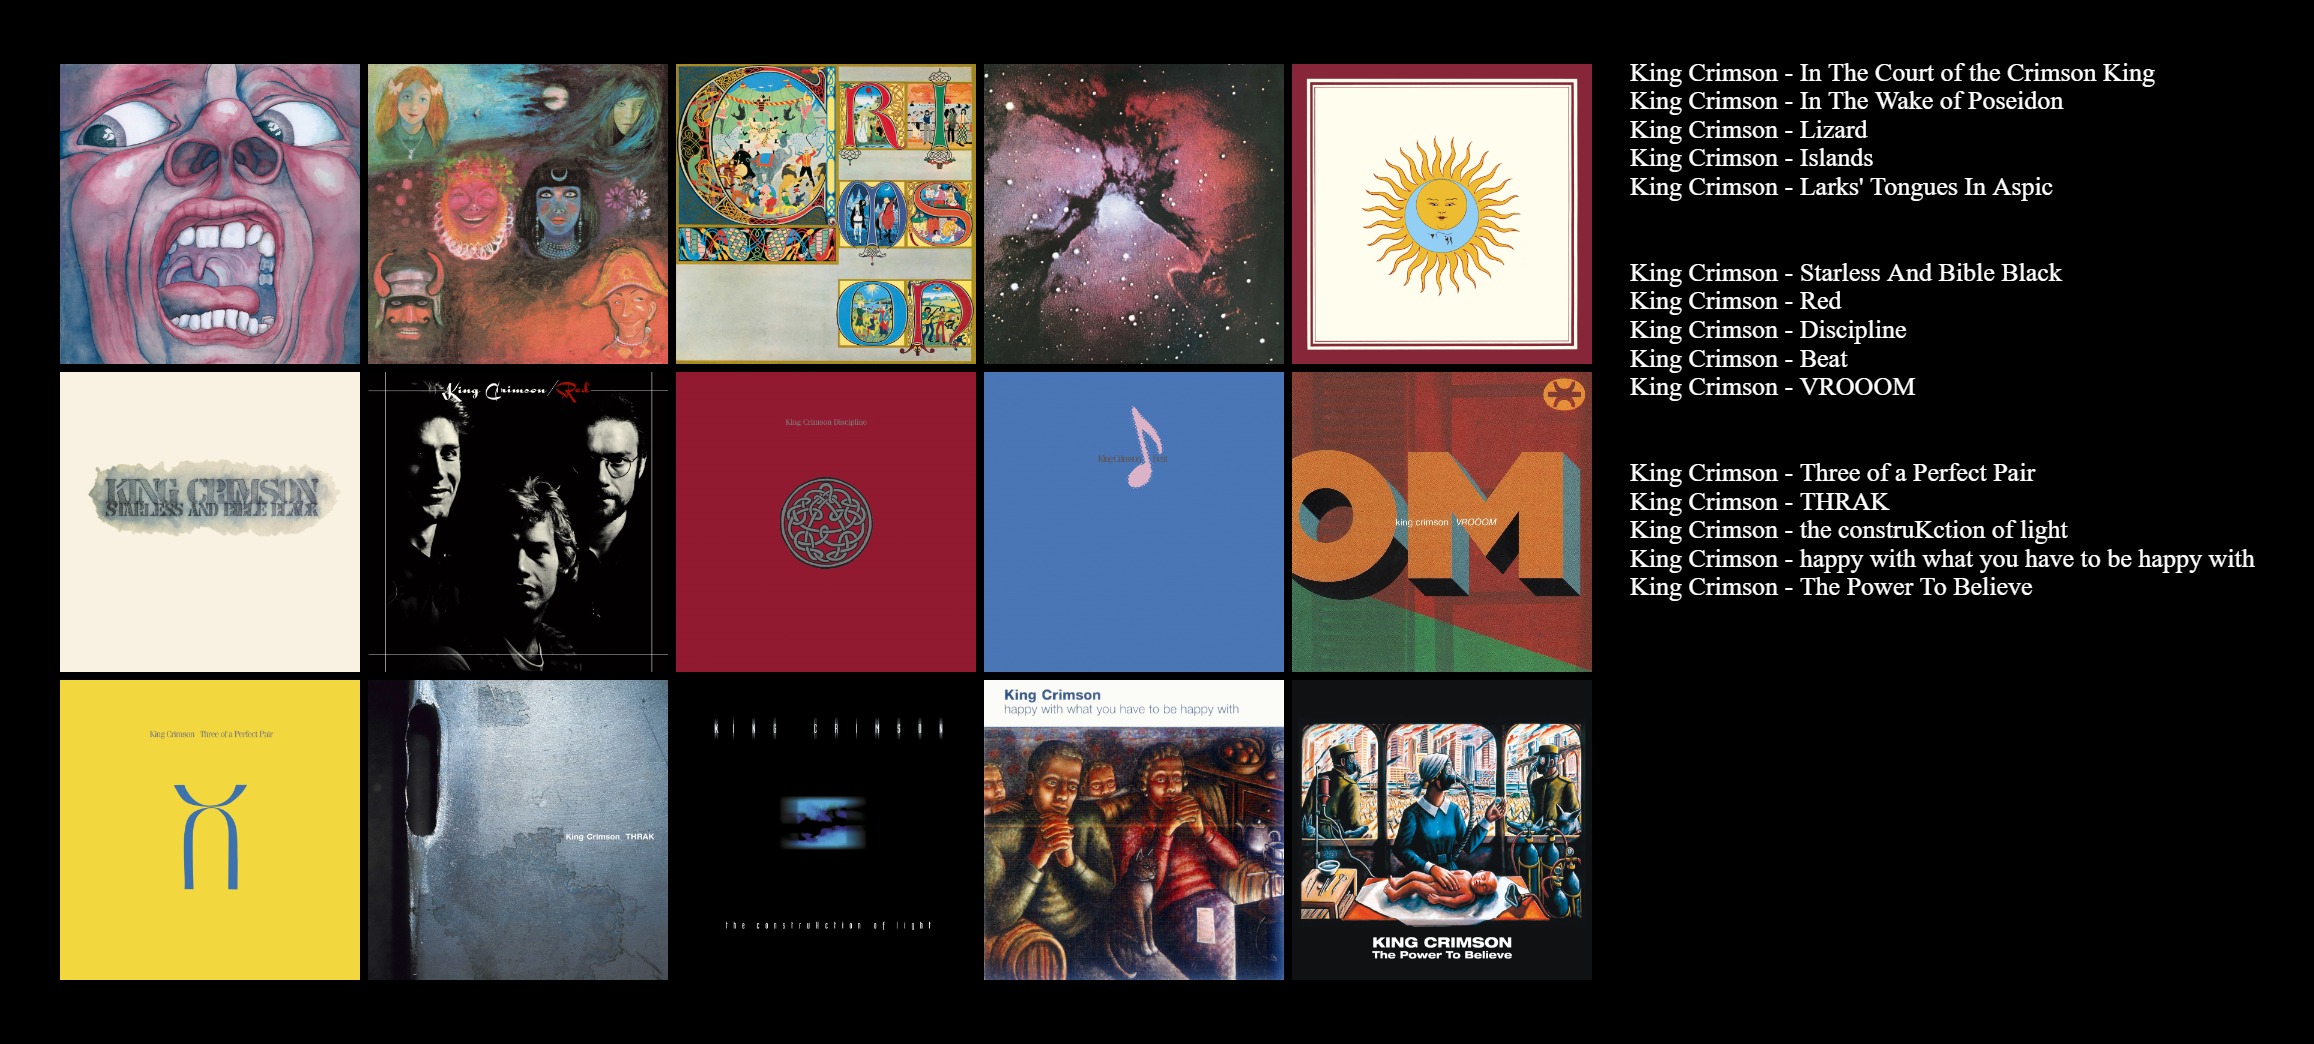 CRIMSON
KING CRIMSON
STARLESS AND BIBLE BLACK
King Crimson/Red
King Crimson Discipline
King Crimson Beat
OM
king crimson VROOOM
King Crimson Three of a Perfect Pair
King Crimson THRAK
KING CRIMSON
the construKction of light
King Crimson
happy with what you have to be happy with
KING CRIMSON
The Power To Believe
King Crimson - In The Court of the Crimson King
King Crimson - In The Wake of Poseidon
King Crimson - Lizard
King Crimson - Islands
King Crimson - Larks' Tongues In Aspic
King Crimson - Starless And Bible Black
King Crimson - Red
King Crimson - Discipline
King Crimson - Beat
King Crimson - VROOOM
King Crimson - Three of a Perfect Pair
King Crimson - THRAK
King Crimson - the construKction of light
King Crimson - happy with what you have to be happy with
King Crimson - The Power To Believe